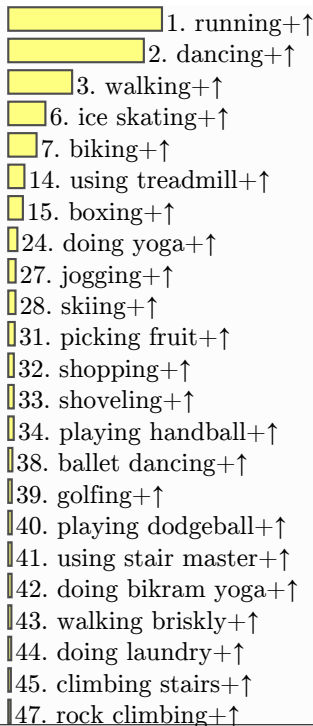 1. running+↑
2. dancing+↑
3. walking+↑
6. ice skating+↑
7. biking+↑
14. using treadmill+↑
15. boxing+↑
24. doing yoga+↑
27. jogging+↑
28. skiing+↑
31. picking fruit+↑
32. shopping+↑
33. shoveling+↑
34. playing handball+↑
38. ballet dancing+↑
39. golfing+↑
40. playing dodgeball+↑
41. using stair master+↑
42. doing bikram yoga+↑
43. walking briskly+↑
44. doing laundry+↑
45. climbing stairs+↑
47. rock climbing+↑